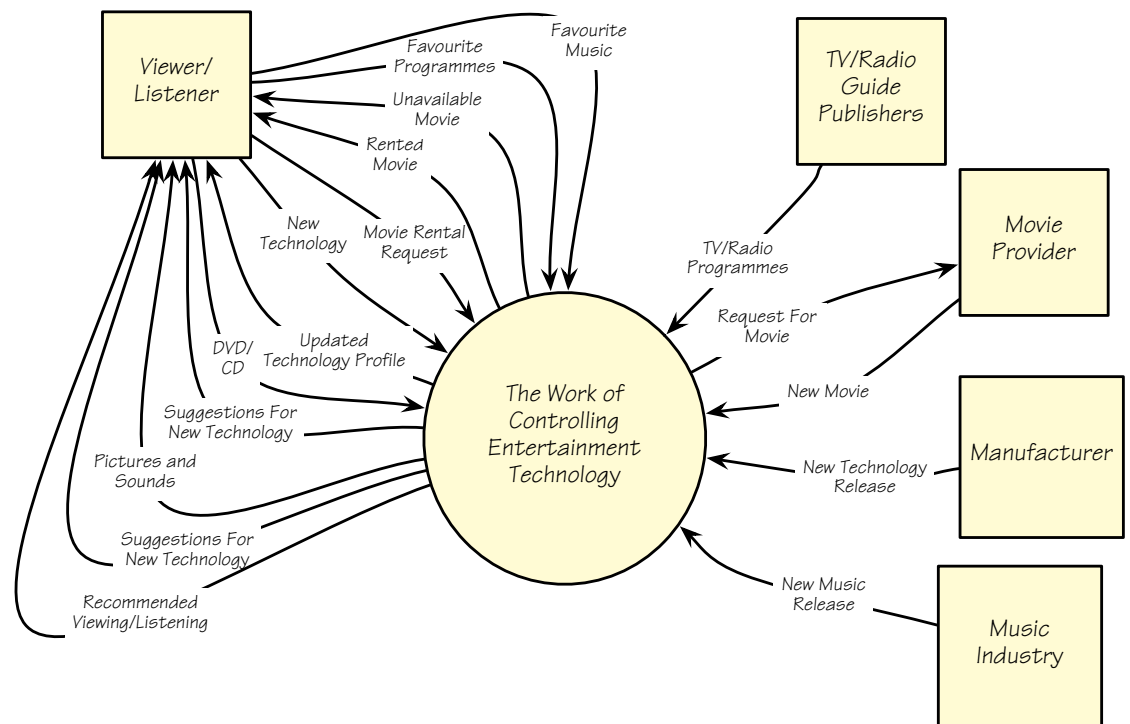 Viewer/
Listener
Favourite
Programmes
Favourite
Music
Unavailable
Movie
Rented
Movie
New
Technology
Movie Rental
Request
DVD/
CD
Updated
Technology Profile
Suggestions For
New Technology
Pictures and
Sounds
Suggestions For
New Technology
Recommended
Viewing/Listening
The Work of
Controlling
Entertainment
Technology
TV/Radio
Guide
Publishers
TV/Radio
Programmes
Movie
Provider
Request For
Movie
New Movie
Manufacturer
New Technology
Release
New Music
Release
Music
Industry